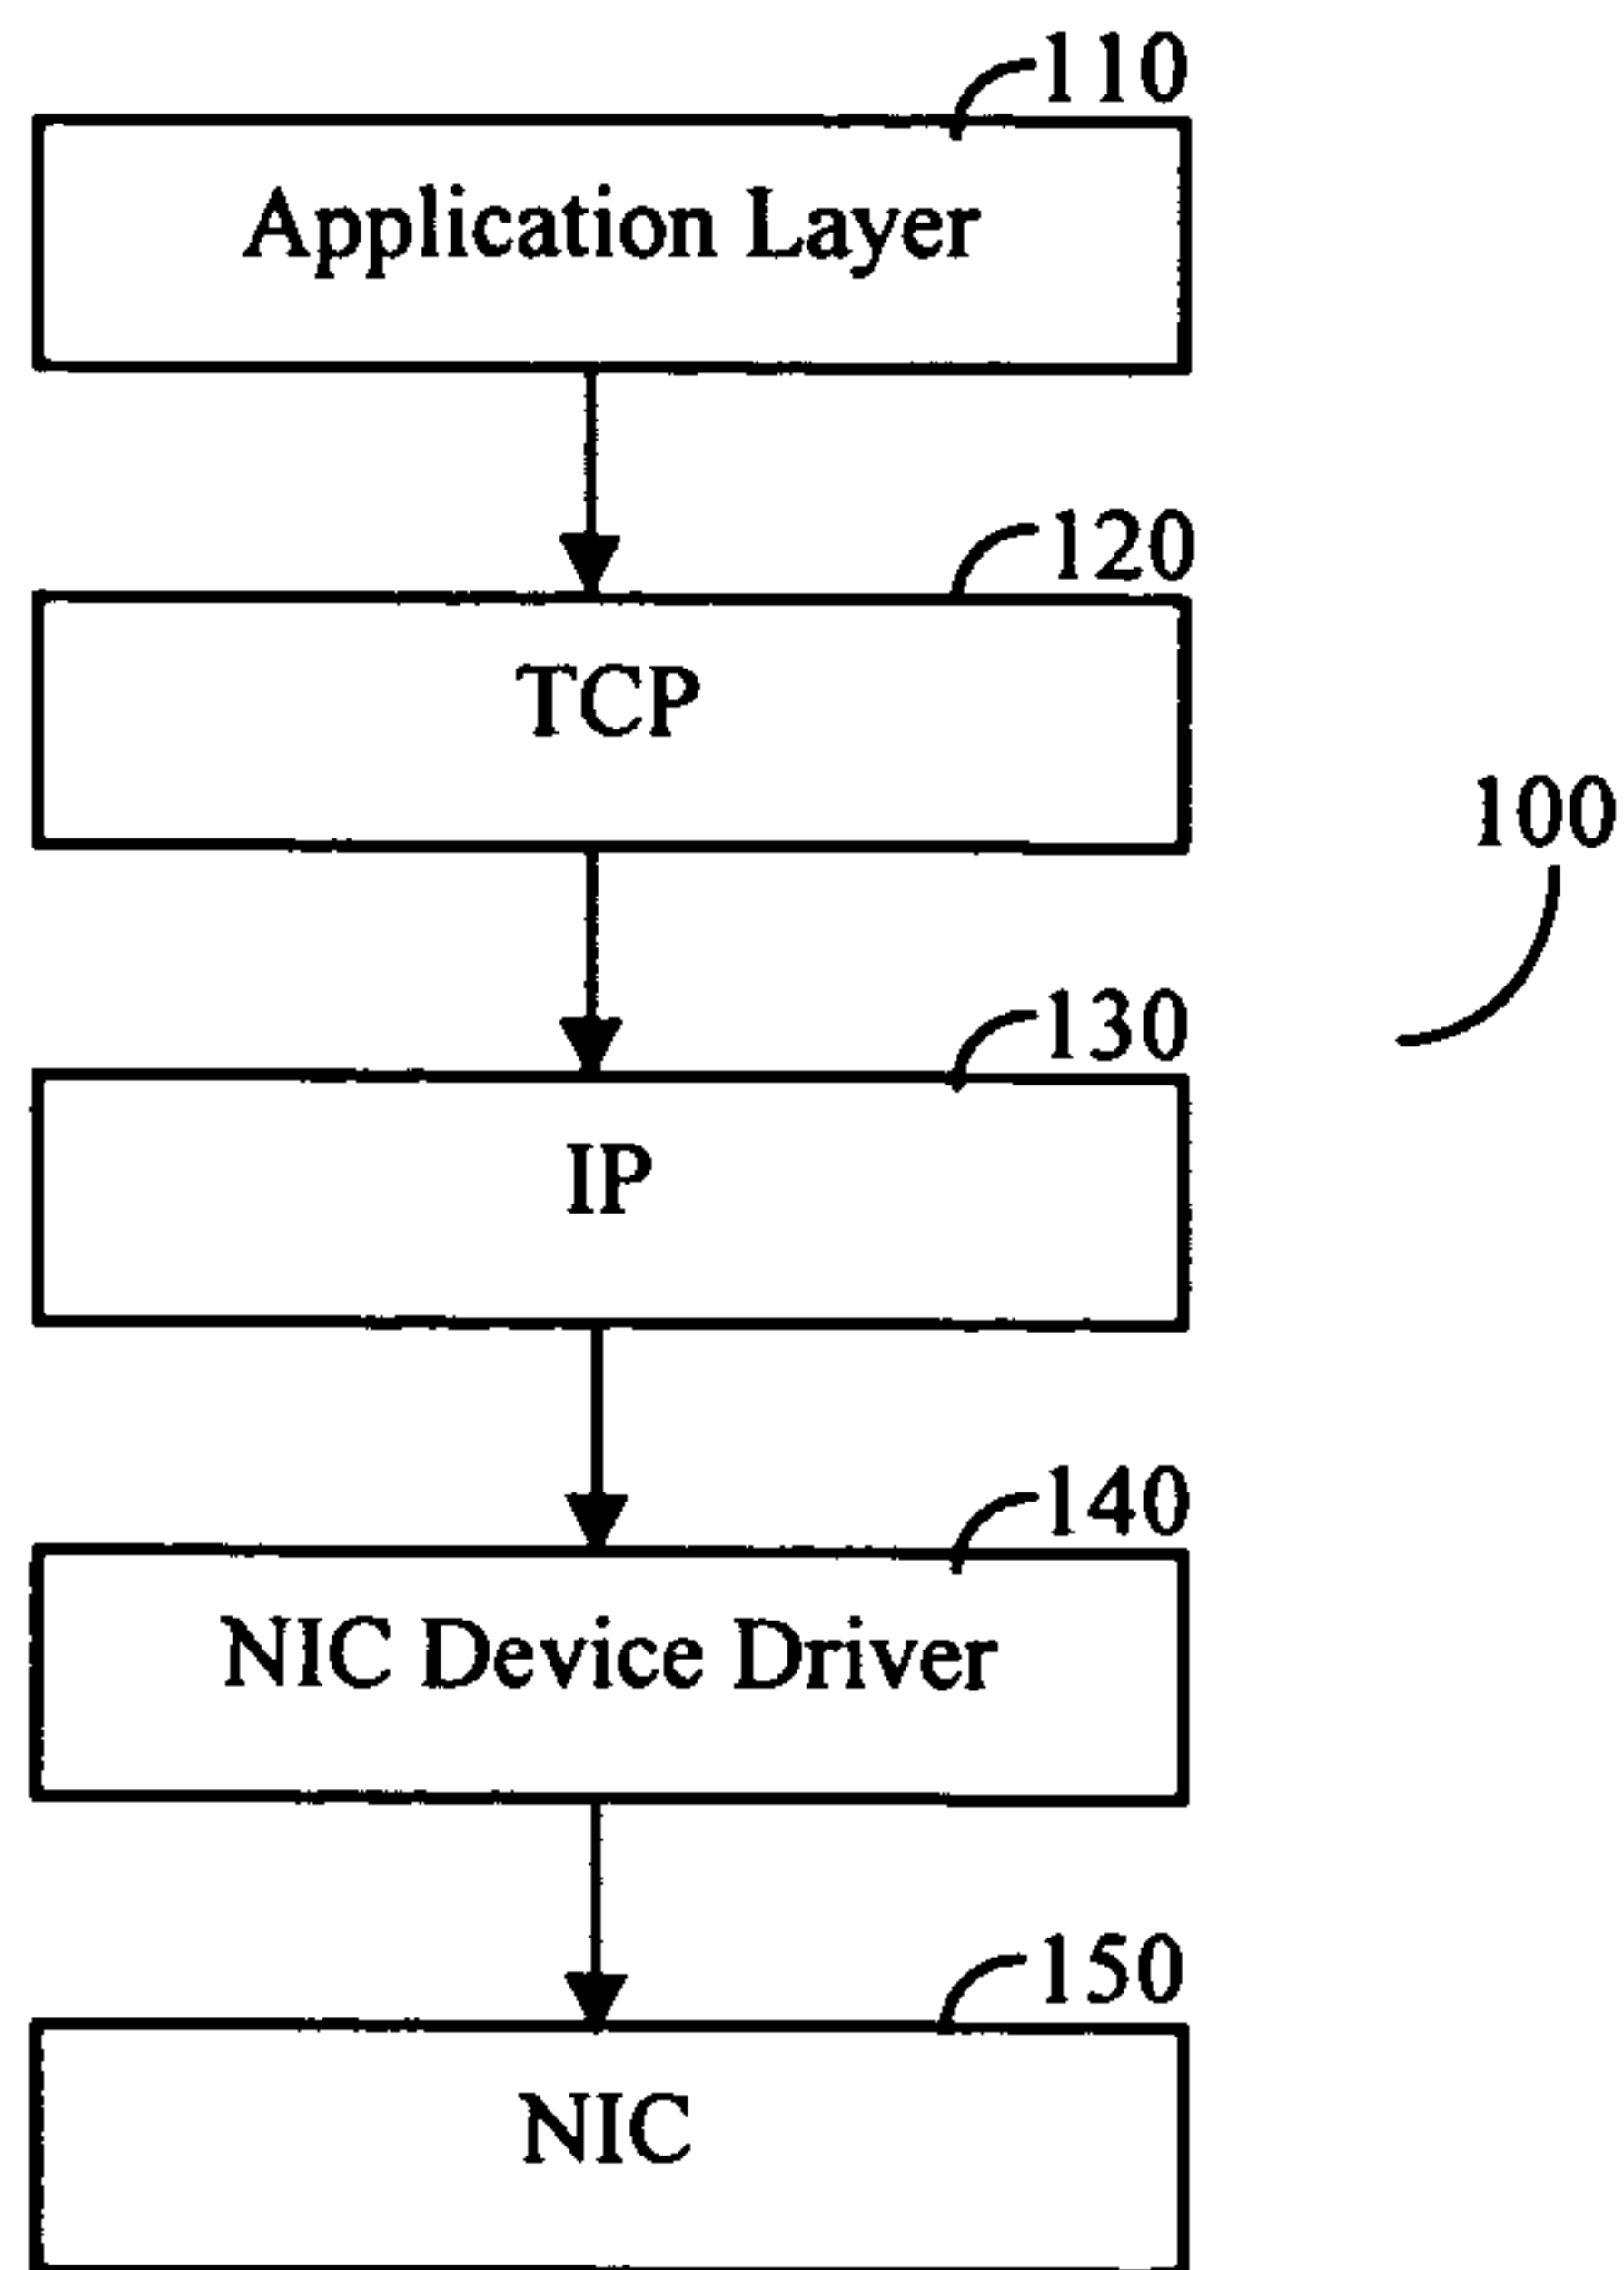 110
Application Layer
120
TCP
100
130
IP
140
NIC Device Driver
150
NIC